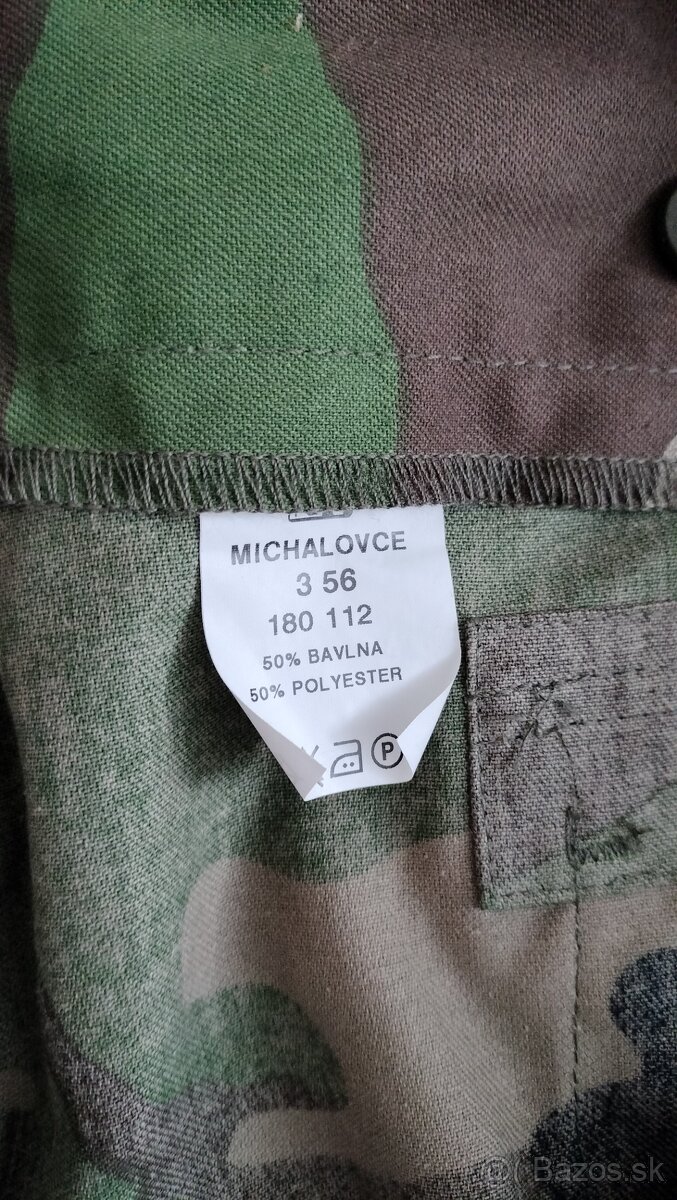 MICHALOVCE
3 56
180 112
50% BAVLNA
50% POLYESTER
P
© Bazos.sk